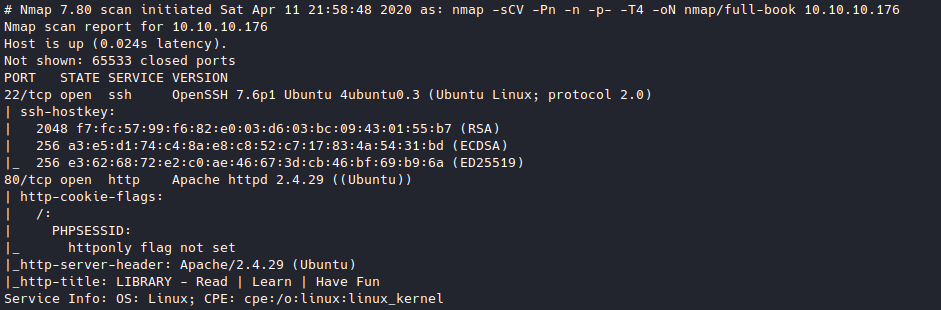 # Nmap 7.80 scan initiated Sat Apr 11 21:58:48 2020 as: nmap -sCV -Pn -n -p- -T4 -oN nmap/full-book 10.10.10.176
Nmap scan report for 10.10.10.176
Host is up (0.024s latency).
Not shown: 65533 closed ports
PORT   STATE SERVICE VERSION
22/tcp open  ssh     OpenSSH 7.6p1 Ubuntu 4ubuntu0.3 (Ubuntu Linux; protocol 2.0)
| ssh-hostkey:
|   2048 f7:fc:57:99:f6:82:e0:03:d6:03:bc:09:43:01:55:b7 (RSA)
|   256 a3:e5:d1:74:c4:8a:e8:c8:52:c7:17:83:4a:54:31:bd (ECDSA)
|_  256 e3:62:68:72:e2:c0:ae:46:67:3d:cb:46:bf:69:b9:6a (ED25519)
80/tcp open  http    Apache httpd 2.4.29 ((Ubuntu))
| http-cookie-flags:
|   /:
|     PHPSESSID:
|_      httponly flag not set
|_http-server-header: Apache/2.4.29 (Ubuntu)
|_http-title: LIBRARY - Read | Learn | Have Fun
Service Info: OS: Linux; CPE: cpe:/o:linux:linux_kernel